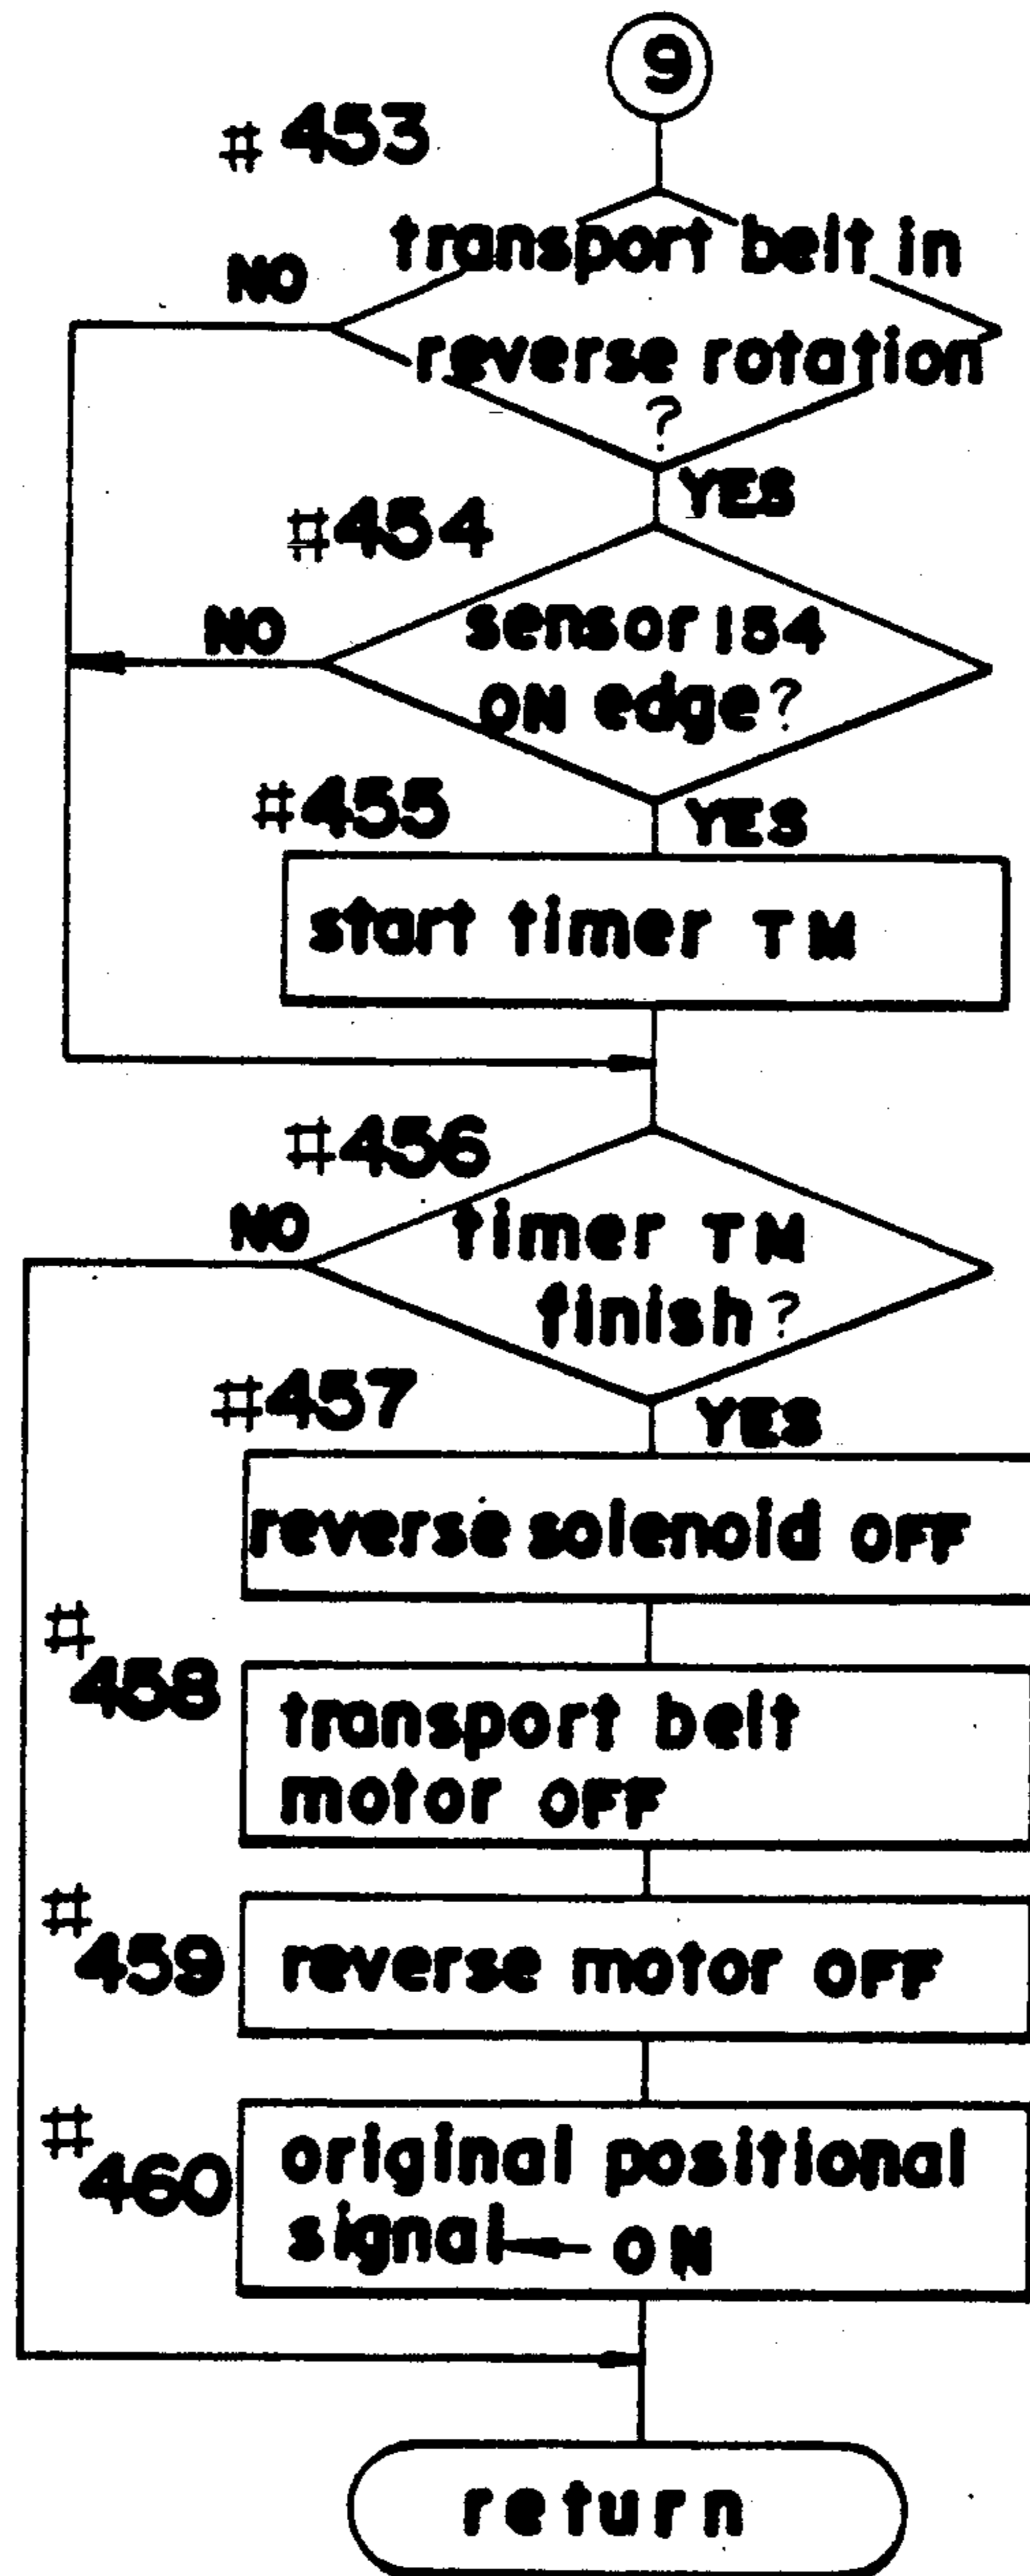 9
#453
transport belt in
NO
reverse rotation
?
YES
#454
NO
sensor 154
ON edge?
#455
YES
start timer TM
#456
NO
timer TM
finish?
#457
YES
reverse solenoid OFF
#
458
transport belt
motor OFF
#
459
reverse motor OFF
#
460
original positional
signal← ON
return